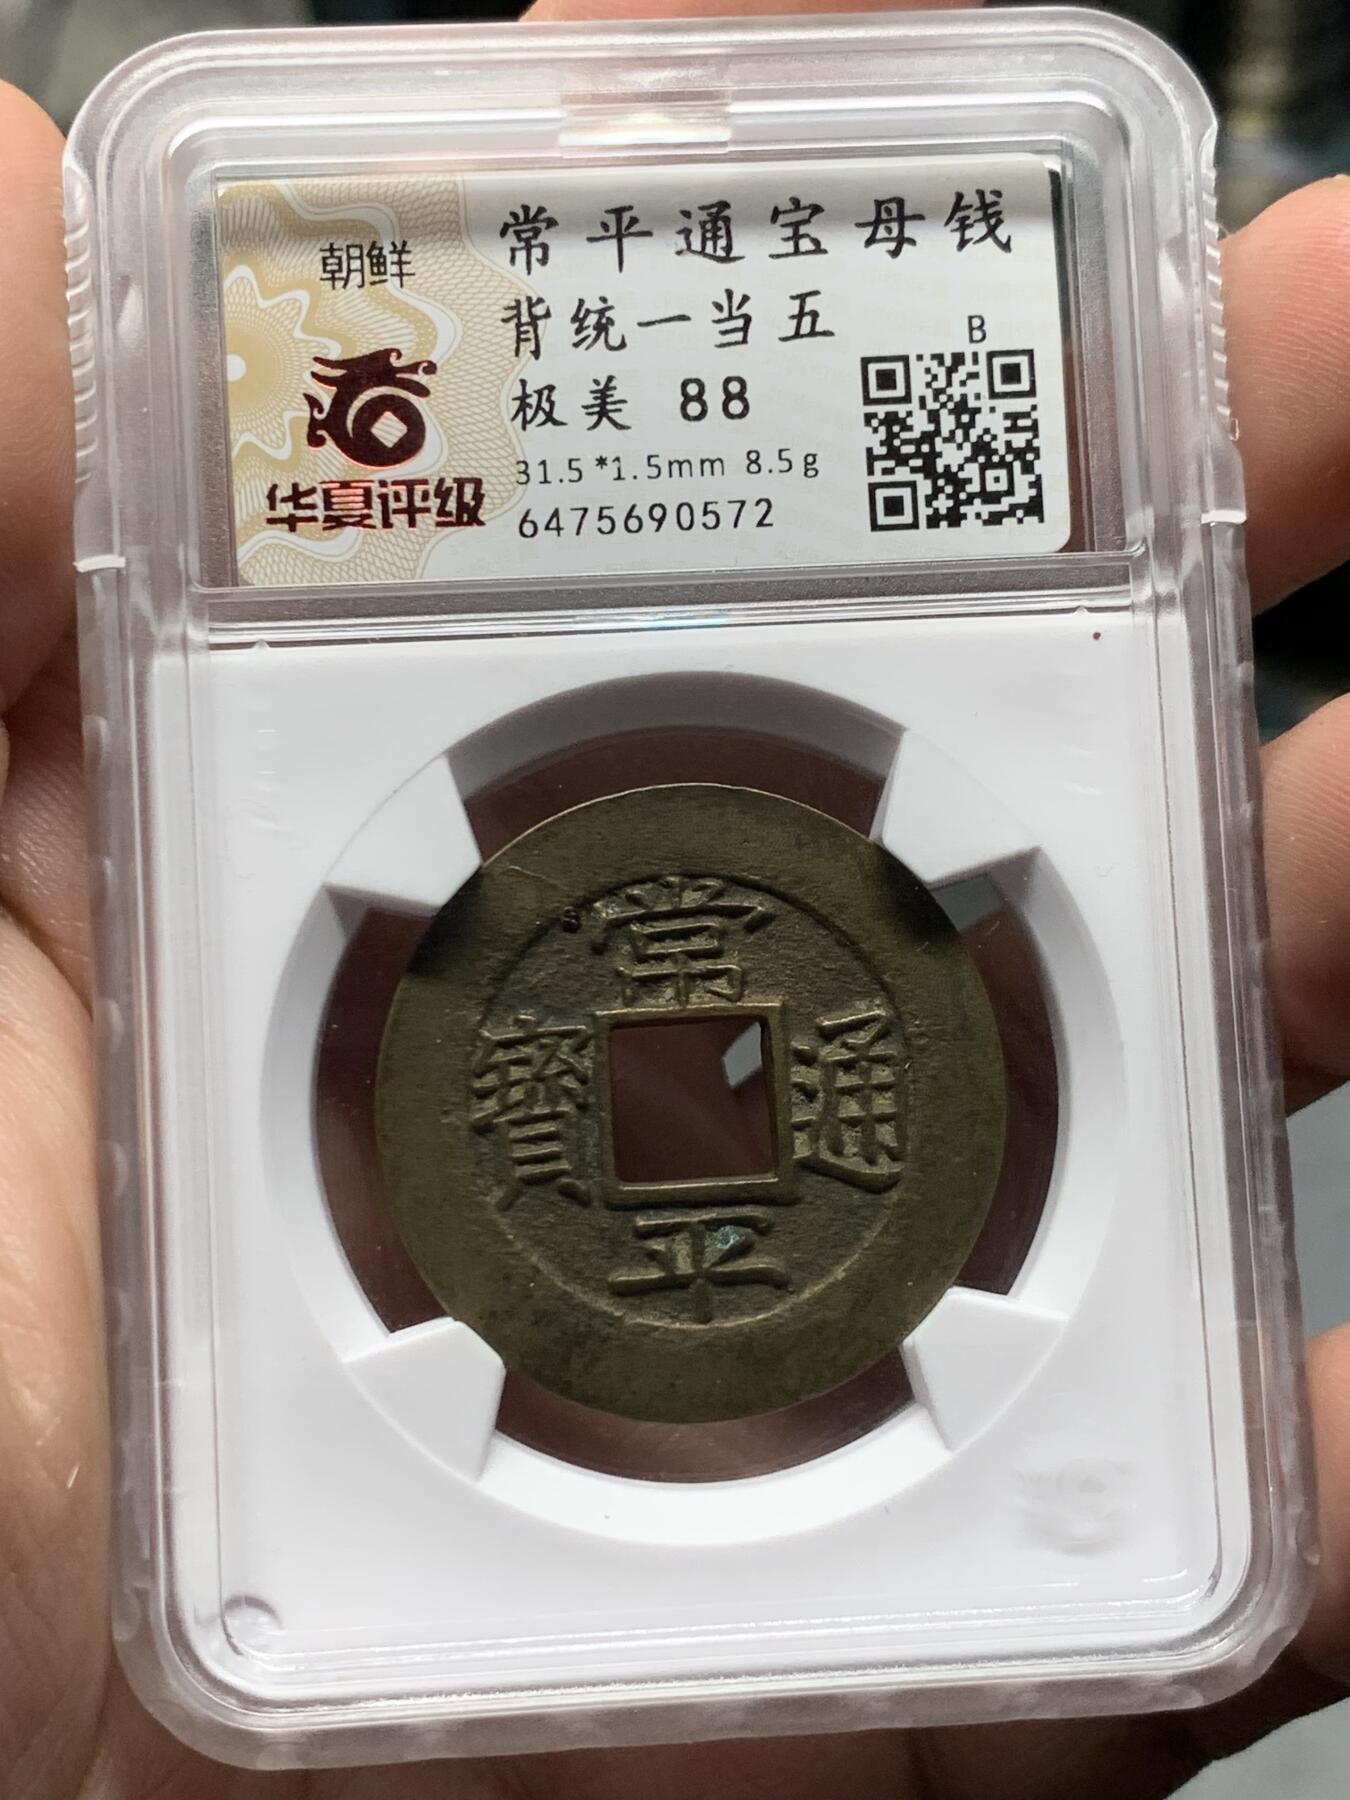 朝鲜
华夏评级
常平通宝母钱
背统一当五
极美 88
31.5*1.5mm 8.5g
6475690572
B
常
通
寶
平